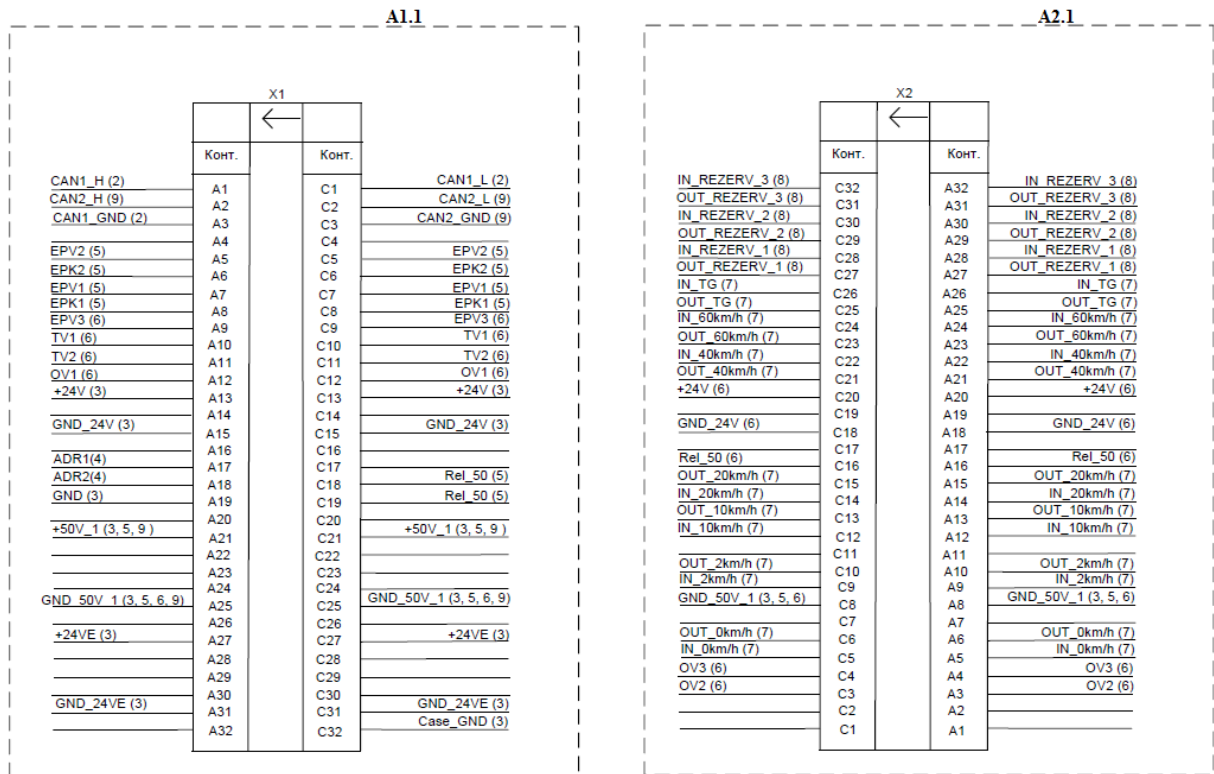 A1.1
X1
Конт. Конт.
CAN1_H (2) A1 C1 CAN1_L (2)
CAN2_H (9) A2 C2 CAN2_L (9)
CAN1_GND (2) A3 C3 CAN2_GND (9)
A4 C4
EPV2 (5) A5 C5 EPV2 (5)
EPK2 (5) A6 C6 EPK2 (5)
EPV1 (5) A7 C7 EPV1 (5)
EPK1 (5) A8 C8 EPK1 (5)
EPV3 (6) A9 C9 EPV3 (6)
TV1 (6) A10 C10 TV1 (6)
TV2 (6) A11 C11 TV2 (6)
OV1 (6) A12 C12 OV1 (6)
+24V (3) A13 C13 +24V (3)
A14 C14
GND_24V (3) A15 C15 GND_24V (3)
A16 C16
ADR1(4) A17 C17
ADR2(4) A18 C18 Rel_50 (5)
GND (3) A19 C19 Rel_50 (5)
A20 C20
+50V_1 (3, 5, 9 ) A21 C21 +50V_1 (3, 5, 9 )
A22 C22
A23 C23
A24 C24
GND_50V_1 (3, 5, 6, 9) A25 C25 GND_50V_1 (3, 5, 6, 9)
A26 C26
+24VE (3) A27 C27 +24VE (3)
A28 C28
A29 C29
A30 C30
GND_24VE (3) A31 C31 GND_24VE (3)
A32 C32 Case_GND (3)
A2.1
X2
Конт. Конт.
IN_REZERV_3 (8) C32 A32 IN_REZERV_3 (8)
OUT_REZERV_3 (8) C31 A31 OUT_REZERV_3 (8)
IN_REZERV_2 (8) C30 A30 IN_REZERV_2 (8)
OUT_REZERV_2 (8) C29 A29 OUT_REZERV_2 (8)
IN_REZERV_1 (8) C28 A28 IN_REZERV_1 (8)
OUT_REZERV_1 (8) C27 A27 OUT_REZERV_1 (8)
IN_TG (7) C26 A26 IN_TG (7)
OUT_TG (7) C25 A25 OUT_TG (7)
IN_60km/h (7) C24 A24 IN_60km/h (7)
OUT_60km/h (7) C23 A23 OUT_60km/h (7)
IN_40km/h (7) C22 A22 IN_40km/h (7)
OUT_40km/h (7) C21 A21 OUT_40km/h (7)
+24V (6) C20 A20 +24V (6)
C19 A19
GND_24V (6) C18 A18 GND_24V (6)
C17 A17
Rel_50 (6) C16 A16 Rel_50 (6)
OUT_20km/h (7) C15 A15 OUT_20km/h (7)
IN_20km/h (7) C14 A14 IN_20km/h (7)
OUT_10km/h (7) C13 A13 OUT_10km/h (7)
IN_10km/h (7) C12 A12 IN_10km/h (7)
C11 A11
OUT_2km/h (7) C10 A10 OUT_2km/h (7)
IN_2km/h (7) C9 A9 IN_2km/h (7)
GND_50V_1 (3, 5, 6) C8 A8 GND_50V_1 (3, 5, 6)
C7 A7
OUT_0km/h (7) C6 A6 OUT_0km/h (7)
IN_0km/h (7) C5 A5 IN_0km/h (7)
OV3 (6) C4 A4 OV3 (6)
OV2 (6) C3 A3 OV2 (6)
C2 A2
C1 A1